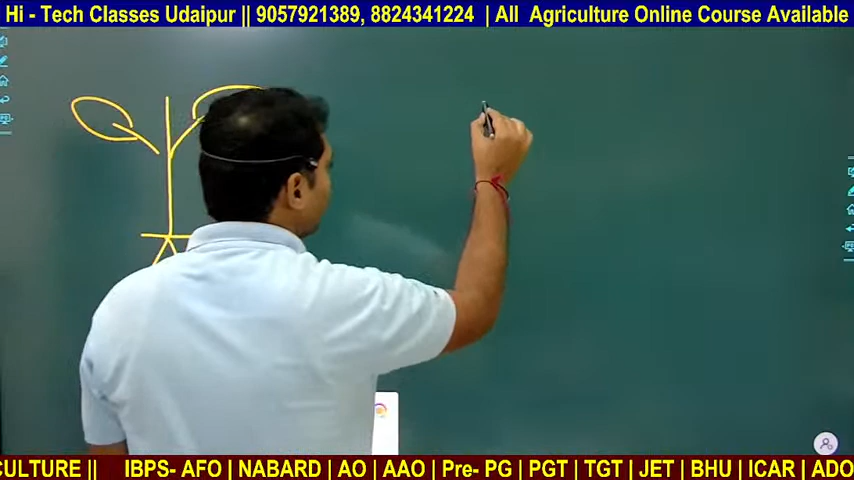 Hi - Tech Classes Udaipur || 9057921389, 8824341224 | All Agriculture Online Course Available
CULTURE || IBPS- AFO | NABARD | AO | AAO | Pre- PG | PGT | TGT | JET | BHU | ICAR | ADO